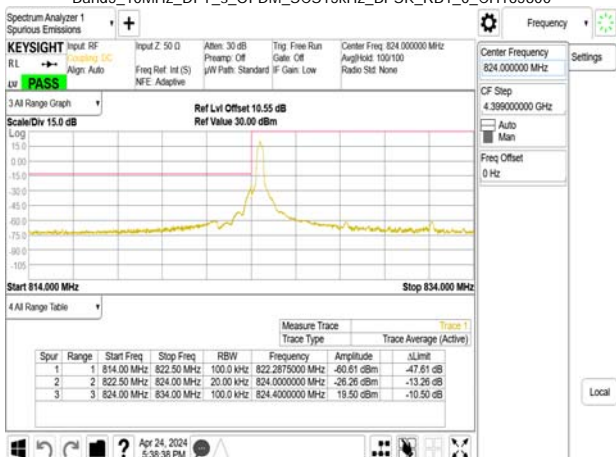 Spectrum Analyzer 1
Spurious Emissions
Frequency
KEYSIGHT
Input: RF
Coupling: DC
Align: Auto
Input Z: 50 Ω
Freq Ref: Int (S)
NFE: Adaptive
Atten: 30 dB
Preamp: Off
µW Path: Standard
Trig: Free Run
Gate: Off
IF Gain: Low
Center Freq: 824.000000 MHz
Avg|Hold: 100/100
Radio Std: None
RL
PASS
Center Frequency
824.000000 MHz
Settings
CF Step
4.399000000 GHz
Auto
Man
Freq Offset
0 Hz
3 All Range Graph
Scale/Div 15.0 dB
Ref Lvl Offset 10.55 dB
Ref Value 30.00 dBm
Log
15.0
0.00
-15.0
-30.0
-45.0
-60.0
-75.0
-90.0
-105
Start 814.000 MHz
Stop 834.000 MHz
4 All Range Table
Measure Trace Trace 1
Trace Type Trace Average (Active)
Spur Range Start Freq Stop Freq RBW Frequency Amplitude ΔLimit
1 1 814.00 MHz 822.50 MHz 100.0 kHz 822.2875000 MHz -60.61 dBm -47.61 dB
2 2 822.50 MHz 824.00 MHz 20.00 kHz 824.0000000 MHz -26.26 dBm -13.26 dB
3 3 824.00 MHz 834.00 MHz 100.0 kHz 824.4000000 MHz 19.50 dBm -10.50 dB
Local
Apr 24, 2024
5:38:38 PM